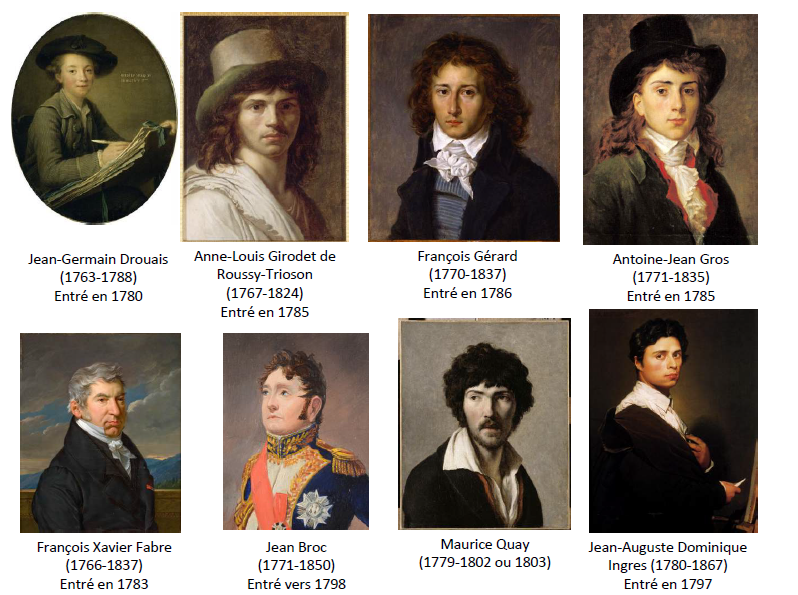 Jean-Germain Drouais
(1763-1788)
Entré en 1780
Anne-Louis Girodet de
Roussy-Trioson
(1767-1824)
Entré en 1785
François Gérard
(1770-1837)
Entré en 1786
Antoine-Jean Gros
(1771-1835)
Entré en 1785
François Xavier Fabre
(1766-1837)
Entré en 1783
Jean Broc
(1771-1850)
Entré vers 1798
Maurice Quay
(1779-1802 ou 1803)
Jean-Auguste Dominique
Ingres (1780-1867)
Entré en 1797